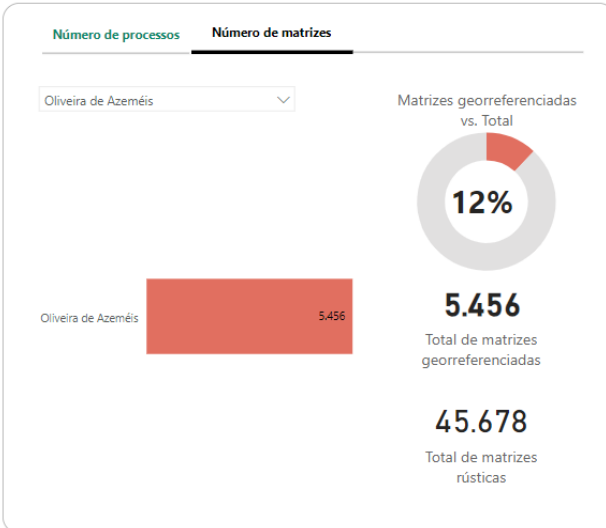 Número de processos
Número de matrizes
Oliveira de Azeméis
Matrizes georreferenciadas
vs. Total
12%
Oliveira de Azeméis
5.456
5.456
Total de matrizes
georreferenciadas
45.678
Total de matrizes
rústicas